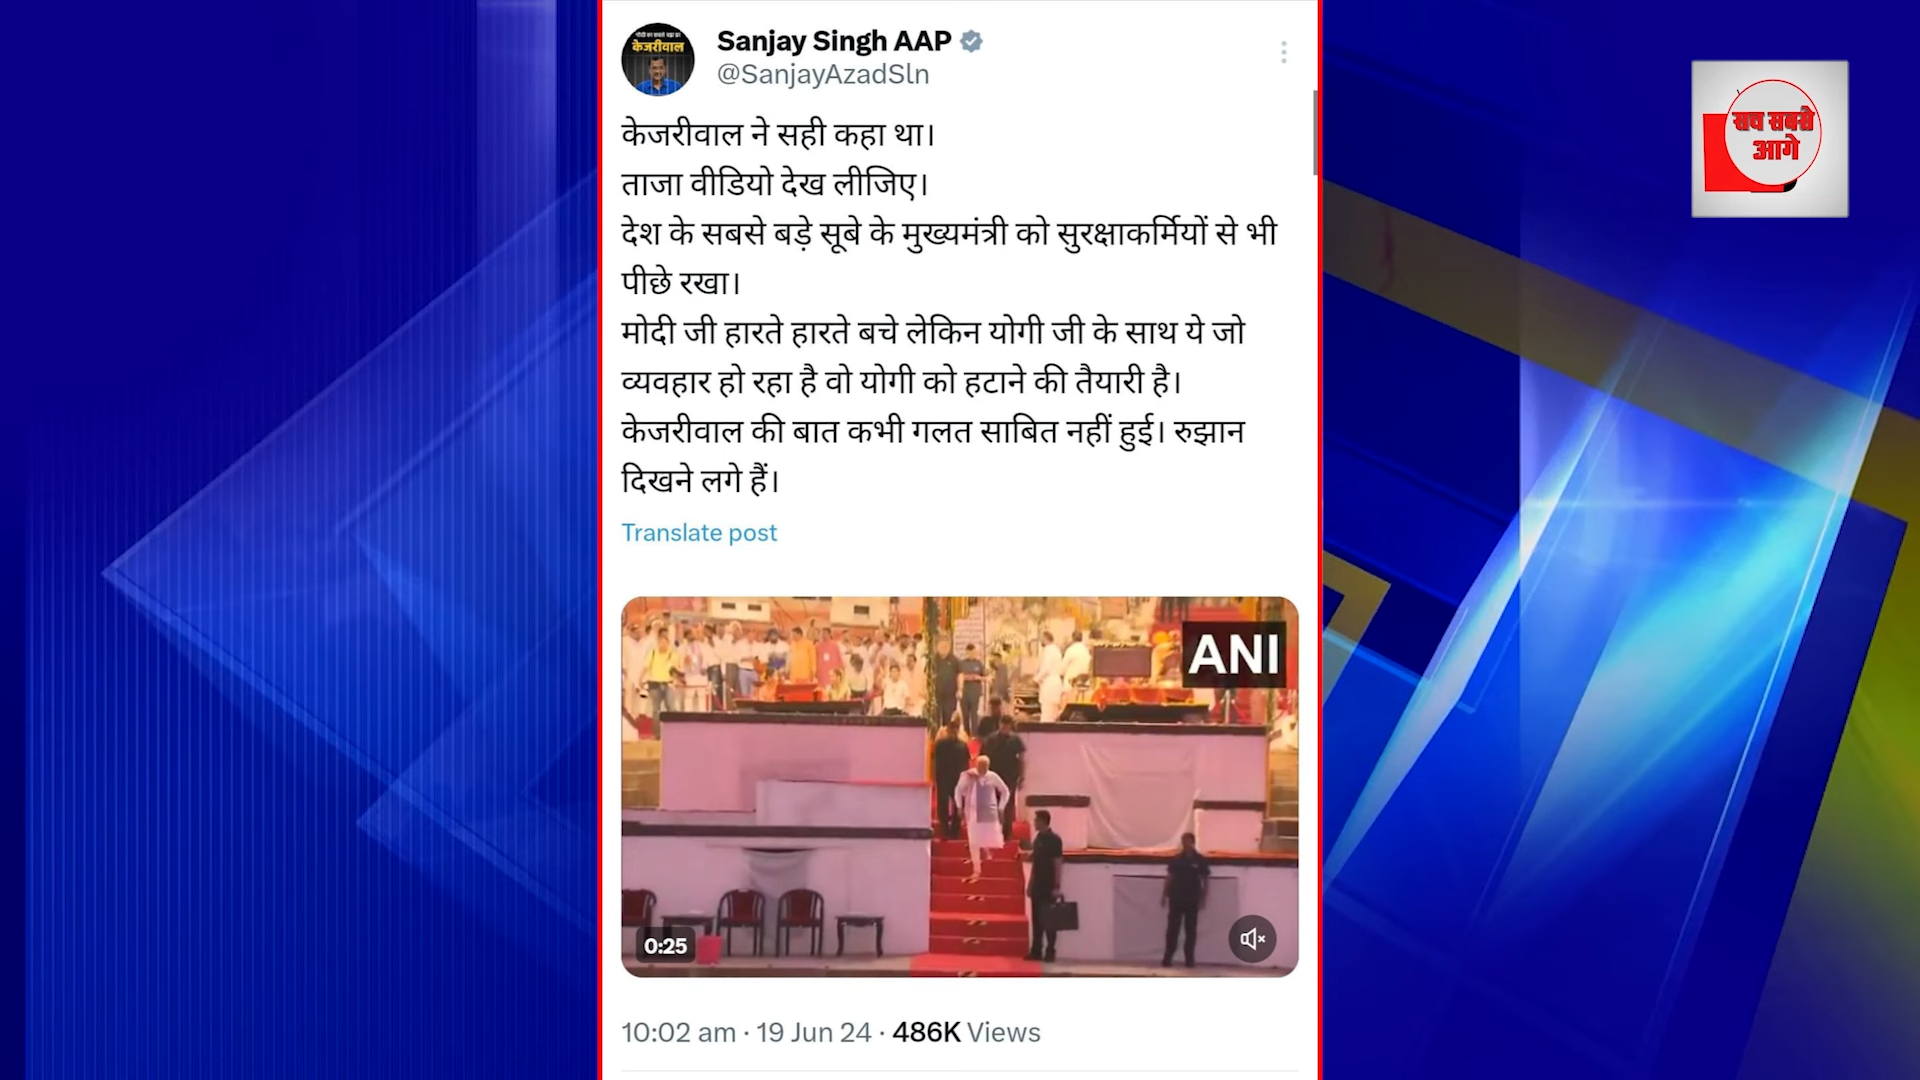 Sanjay Singh AAP
@SanjayAzadSln
केजरीवाल
केजरीवाल ने सही कहा था।
ताजा वीडियो देख लीजिए।
देश के सबसे बड़े सूबे के मुख्यमंत्री को सुरक्षाकर्मियों से भी
पीछे रखा।
मोदी जी हारते हारते बचे लेकिन योगी जी के साथ ये जो
व्यवहार हो रहा है वो योगी को हटाने की तैयारी है।
केजरीवाल की बात कभी गलत साबित नहीं हुई। रुझान
दिखने लगे हैं।
Translate post
ANI
0:25
10:02 am · 19 Jun 24 · 486K Views
सच सबसे
आगे